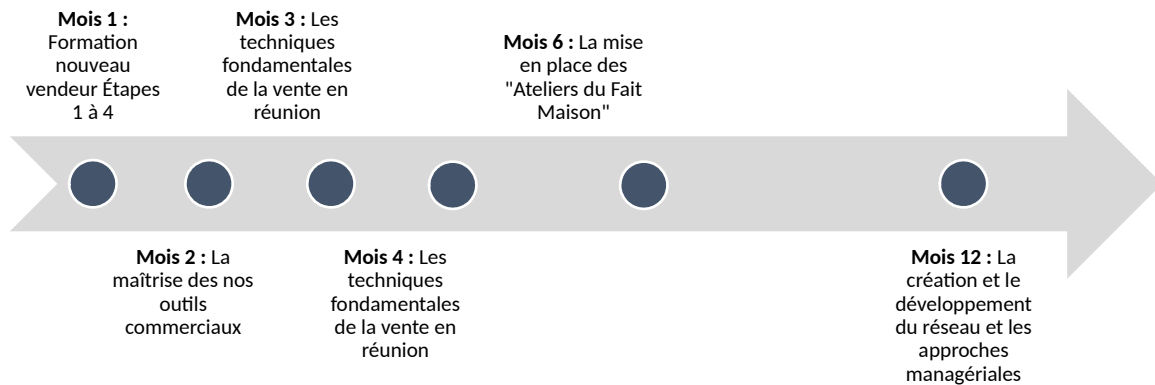 Mois 1 :
Formation
nouveau
vendeur Étapes
1 à 4
Mois 3 : Les
techniques
fondamentales
de la vente en
réunion
Mois 6 : La mise
en place des
"Ateliers du Fait
Maison"
Mois 2 : La
maîtrise des nos
outils
commerciaux
Mois 4 : Les
techniques
fondamentales
de la vente en
réunion
Mois 12 : La
création et le
développement
du réseau et les
approches
managériales